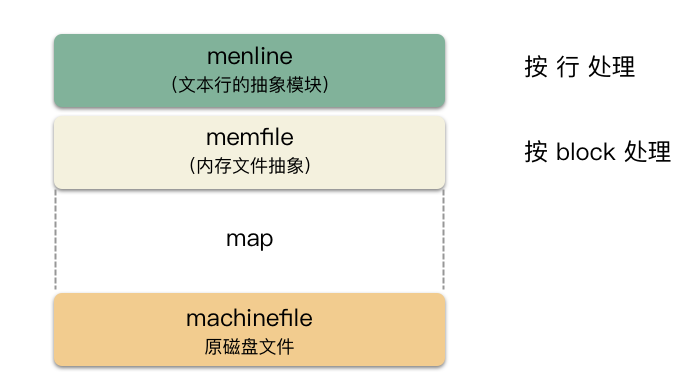 menline
（文本行的抽象模块）
按 行 处理
memfile
（内存文件抽象）
按 block 处理
map
machinefile
原磁盘文件